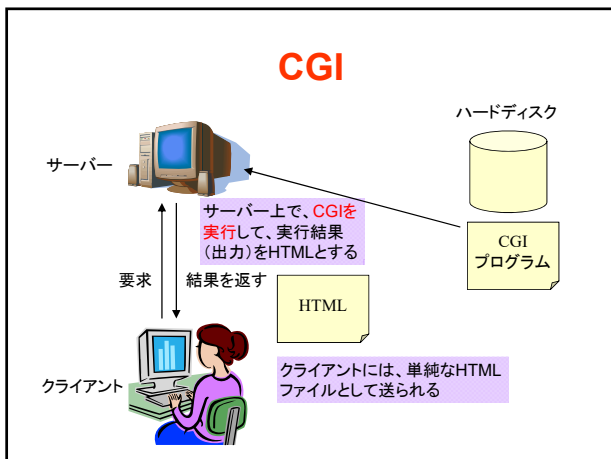 CGI
ハードディスク
サーバー
サーバー上で、CGIを
実行して、実行結果
(出力)をHTMLとする
CGI
プログラム
要求
結果を返す
HTML
クライアント
クライアントには、単純なHTML
ファイルとして送られる